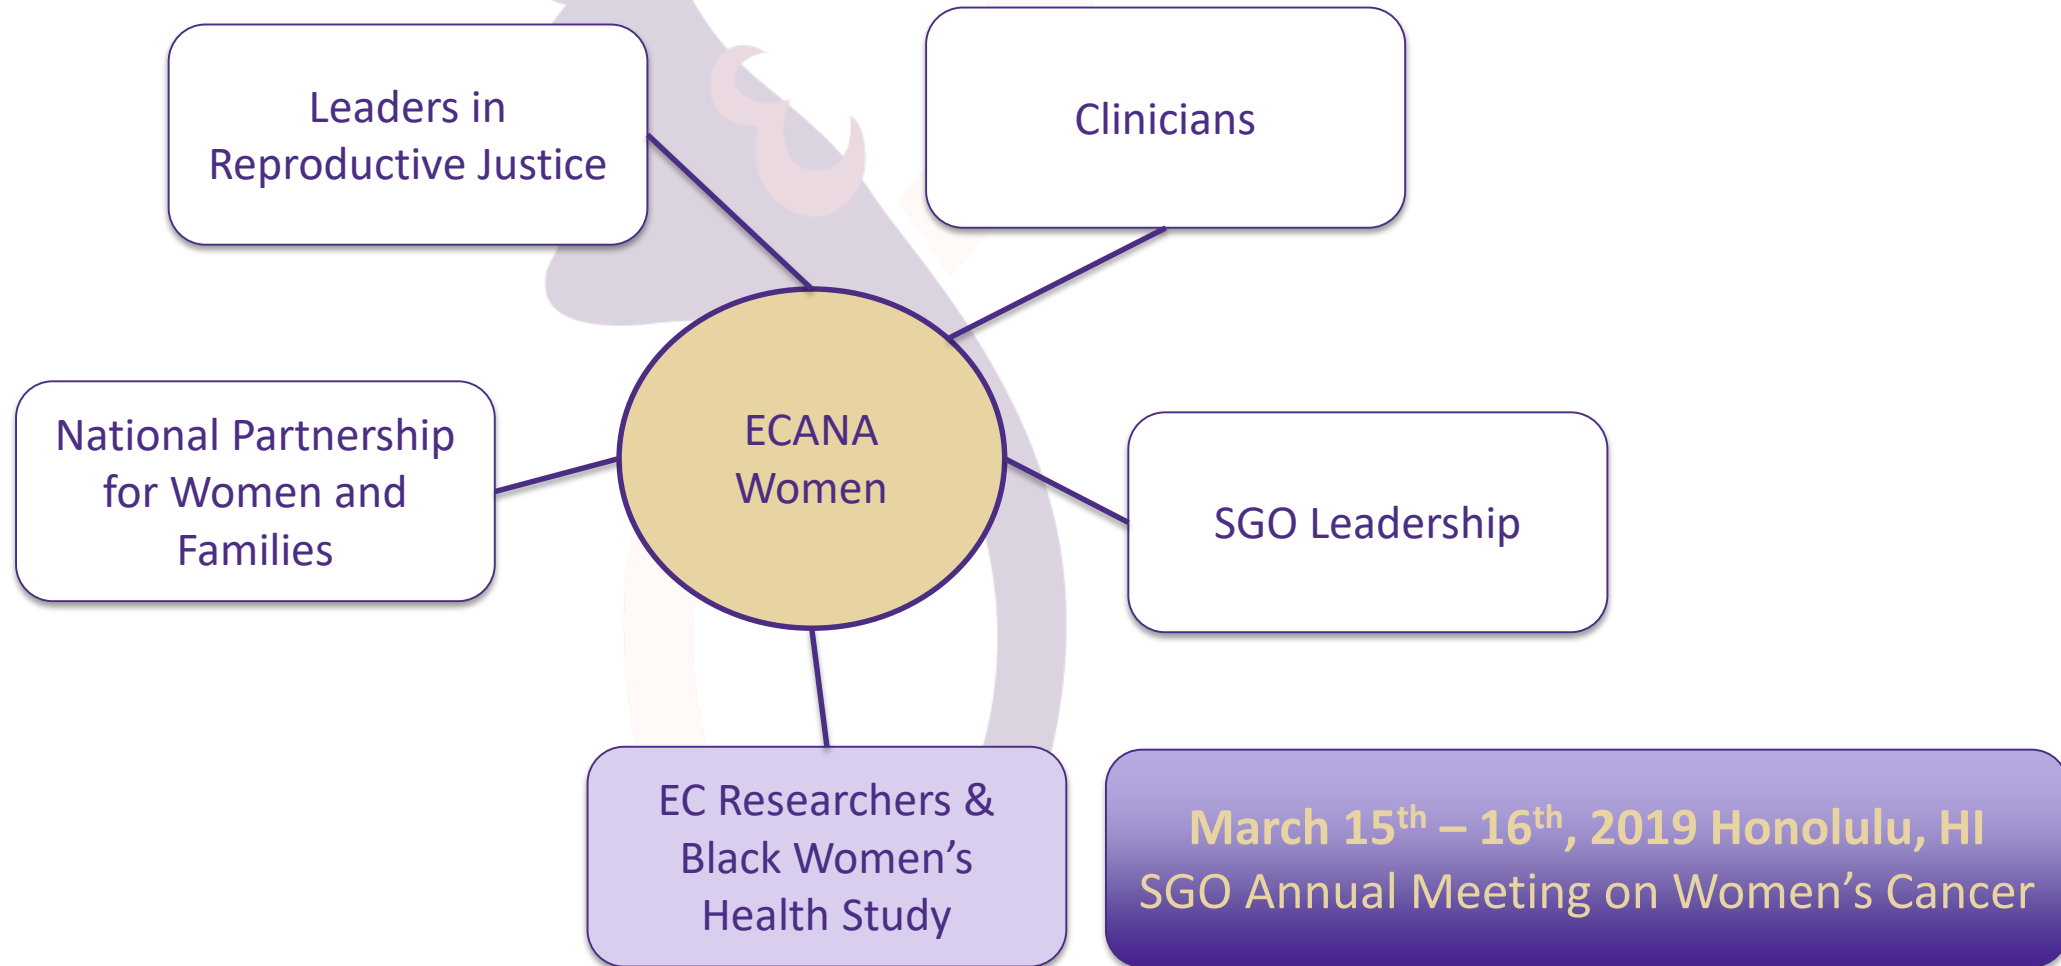 Leaders in
Reproductive Justice
Clinicians
National Partnership
for Women and
Families
ECANA
Women
SGO Leadership
EC Researchers &
Black Women’s
Health Study
March 15th – 16th, 2019 Honolulu, HI
SGO Annual Meeting on Women’s Cancer